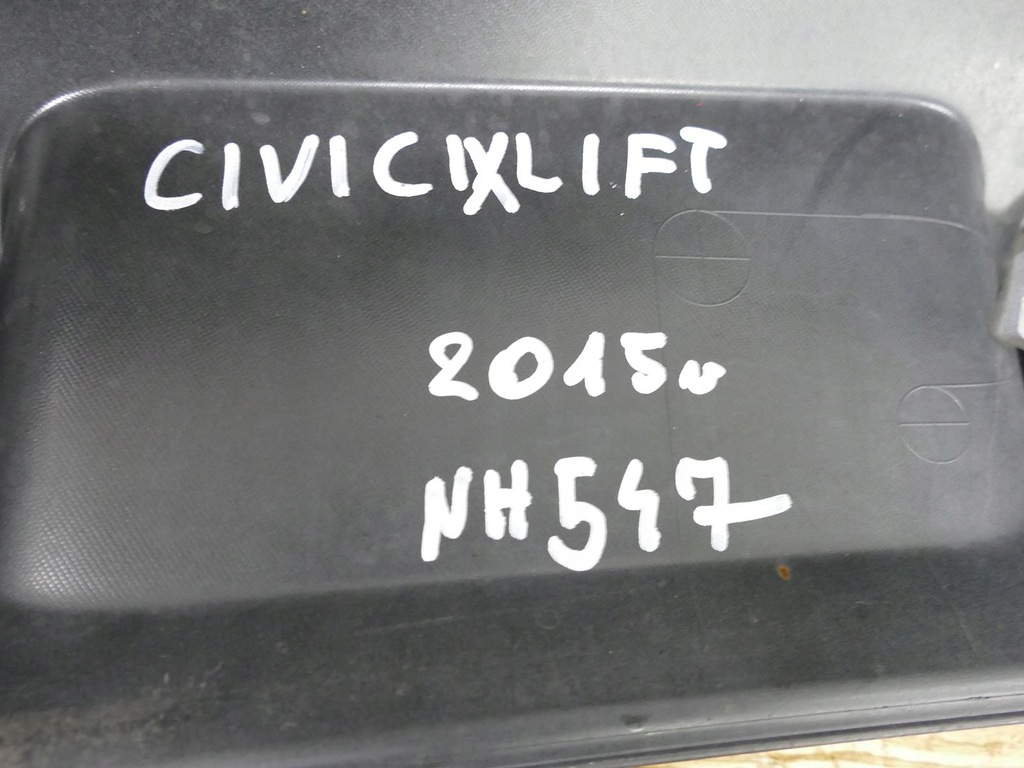 CIVIC IX LIFT
2015r
NH547